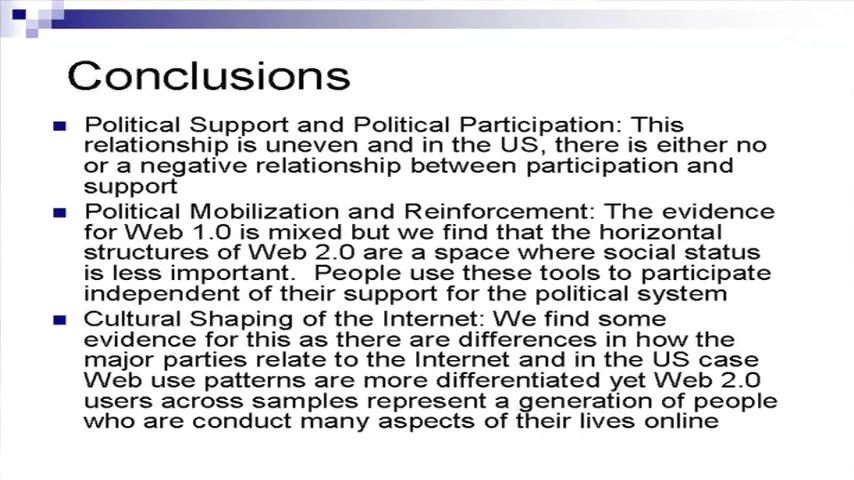 Conclusions
Political Support and Political Participation: This
relationship is uneven and in the US, there is either no
or a negative relationship between participation and
support
Political Mobilization and Reinforcement: The evidence
for Web 1.0 is mixed but we find that the horizontal
structures of Web 2.0 are a space where social status
is less important. People use these tools to participate
independent of their support for the political system
Cultural Shaping of the Internet: We find some
evidence for this as there are differences in how the
major parties relate to the Internet and in the US case
Web use patterns are more differentiated yet Web 2.0
users across samples represent a generation of people
who are conduct many aspects of their lives online